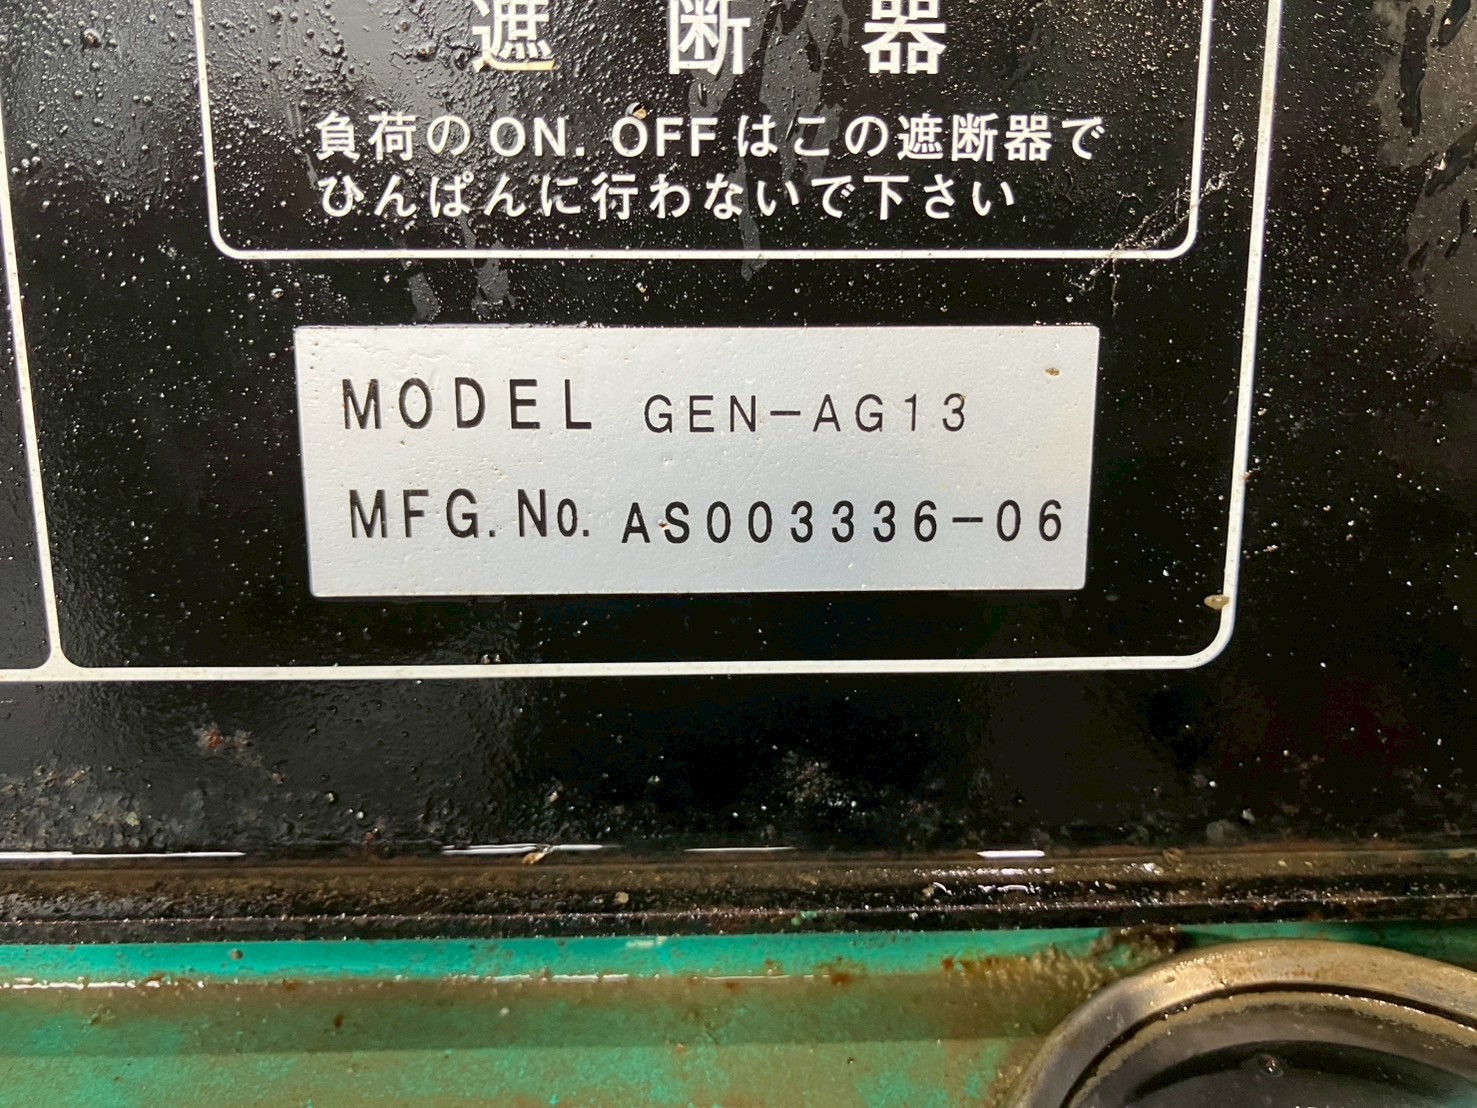 遮断器
負荷のON.OFFはこの遮断器で
ひんぱんに行わないで下さい
MODEL GEN-AG13
MFG.No. AS003336-06